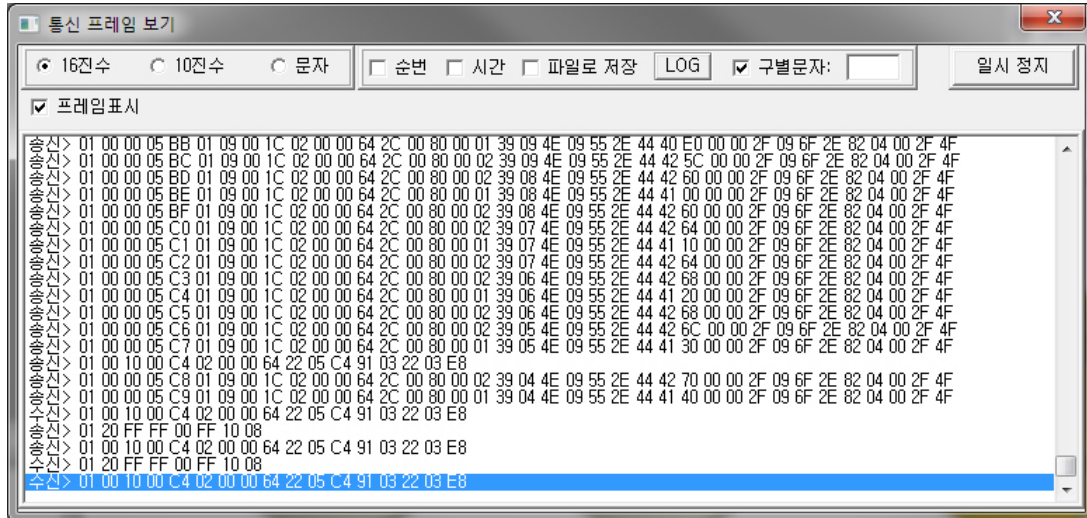 통신 프레임 보기
16진수 10진수 문자 순번 시간 파일로 저장 LOG 구별문자: 일시 정지
프레임표시
송신> 01 00 00 05 BB 01 09 00 1C 02 00 00 64 2C 00 80 00 01 39 09 4E 09 55 2E 44 40 E0 00 00 2F 09 6F 2E 82 04 00 2F 4F
송신> 01 00 00 05 BC 01 09 00 1C 02 00 00 64 2C 00 80 00 02 39 09 4E 09 55 2E 44 42 5C 00 00 2F 09 6F 2E 82 04 00 2F 4F
송신> 01 00 00 05 BD 01 09 00 1C 02 00 00 64 2C 00 80 00 02 39 08 4E 09 55 2E 44 42 60 00 00 2F 09 6F 2E 82 04 00 2F 4F
송신> 01 00 00 05 BE 01 09 00 1C 02 00 00 64 2C 00 80 00 01 39 08 4E 09 55 2E 44 41 00 00 00 2F 09 6F 2E 82 04 00 2F 4F
송신> 01 00 00 05 BF 01 09 00 1C 02 00 00 64 2C 00 80 00 02 39 08 4E 09 55 2E 44 42 60 00 00 2F 09 6F 2E 82 04 00 2F 4F
송신> 01 00 00 05 C0 01 09 00 1C 02 00 00 64 2C 00 80 00 02 39 07 4E 09 55 2E 44 42 64 00 00 2F 09 6F 2E 82 04 00 2F 4F
송신> 01 00 00 05 C1 01 09 00 1C 02 00 00 64 2C 00 80 00 01 39 07 4E 09 55 2E 44 41 10 00 00 2F 09 6F 2E 82 04 00 2F 4F
송신> 01 00 00 05 C2 01 09 00 1C 02 00 00 64 2C 00 80 00 02 39 07 4E 09 55 2E 44 42 64 00 00 2F 09 6F 2E 82 04 00 2F 4F
송신> 01 00 00 05 C3 01 09 00 1C 02 00 00 64 2C 00 80 00 02 39 06 4E 09 55 2E 44 42 68 00 00 2F 09 6F 2E 82 04 00 2F 4F
송신> 01 00 00 05 C4 01 09 00 1C 02 00 00 64 2C 00 80 00 01 39 06 4E 09 55 2E 44 41 20 00 00 2F 09 6F 2E 82 04 00 2F 4F
송신> 01 00 00 05 C5 01 09 00 1C 02 00 00 64 2C 00 80 00 02 39 06 4E 09 55 2E 44 42 68 00 00 2F 09 6F 2E 82 04 00 2F 4F
송신> 01 00 00 05 C6 01 09 00 1C 02 00 00 64 2C 00 80 00 02 39 05 4E 09 55 2E 44 42 6C 00 00 2F 09 6F 2E 82 04 00 2F 4F
송신> 01 00 00 05 C7 01 09 00 1C 02 00 00 64 2C 00 80 00 01 39 05 4E 09 55 2E 44 41 30 00 00 2F 09 6F 2E 82 04 00 2F 4F
송신> 01 00 10 00 C4 02 00 00 64 22 05 C4 91 03 22 03 E8
송신> 01 00 00 05 C8 01 09 00 1C 02 00 00 64 2C 00 80 00 02 39 04 4E 09 55 2E 44 42 70 00 00 2F 09 6F 2E 82 04 00 2F 4F
송신> 01 00 00 05 C9 01 09 00 1C 02 00 00 64 2C 00 80 00 01 39 04 4E 09 55 2E 44 41 40 00 00 2F 09 6F 2E 82 04 00 2F 4F
수신> 01 00 10 00 C4 02 00 00 64 22 05 C4 91 03 22 03 E8
송신> 01 20 FF FF 00 FF 10 08
송신> 01 00 10 00 C4 02 00 00 64 22 05 C4 91 03 22 03 E8
수신> 01 20 FF FF 00 FF 10 08
수신> 01 00 10 00 C4 02 00 00 64 22 05 C4 91 03 22 03 E8